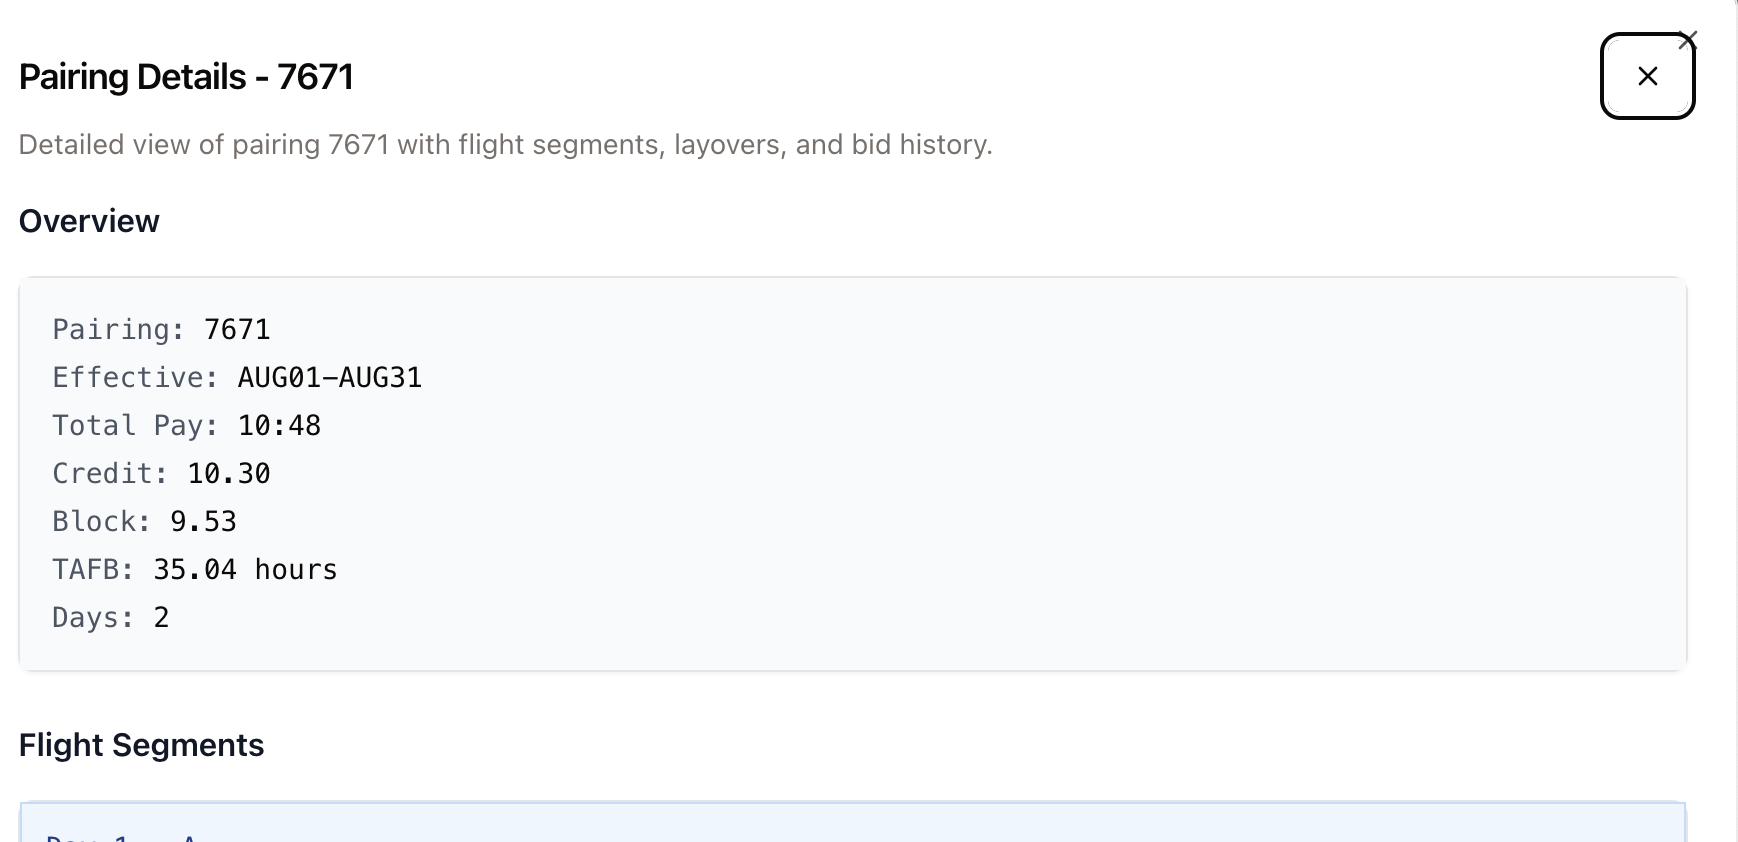 Pairing Details - 7671
Detailed view of pairing 7671 with flight segments, layovers, and bid history.
Overview
Pairing: 7671
Effective: AUG01–AUG31
Total Pay: 10:48
Credit: 10.30
Block: 9.53
TAFB: 35.04 hours
Days: 2
Flight Segments